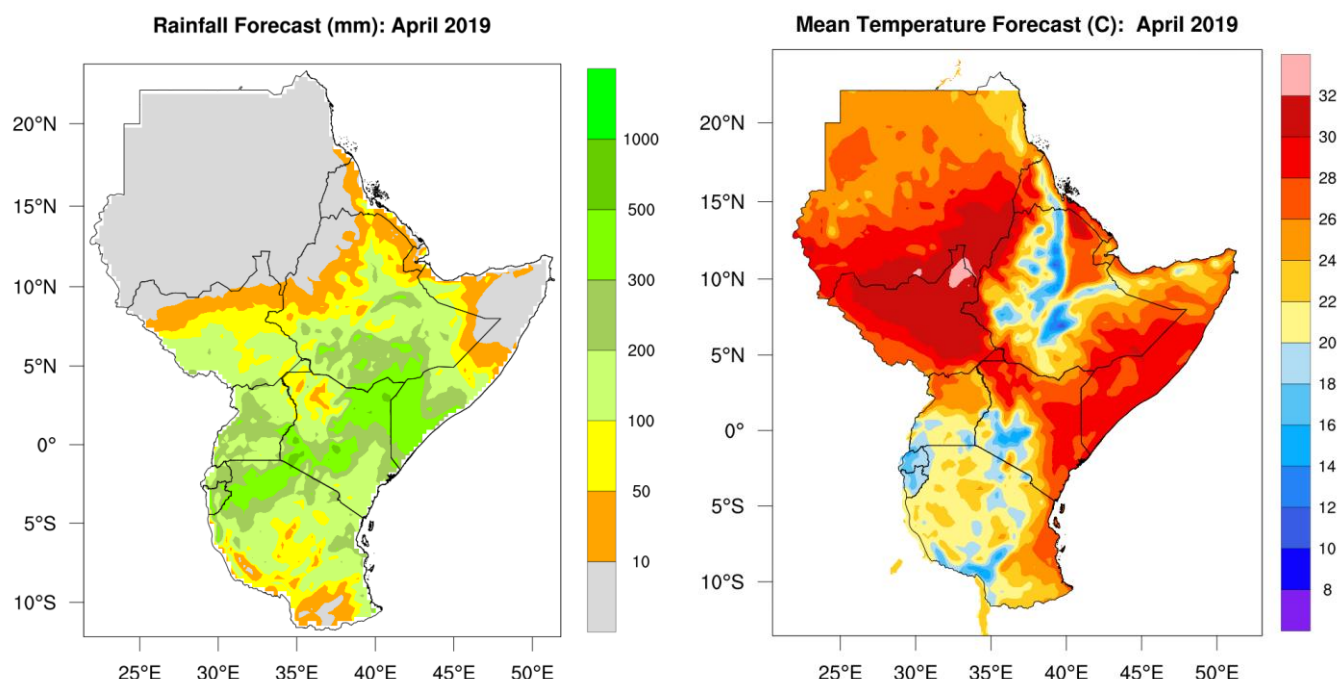 Rainfall Forecast (mm): April 2019
20°N
15°N
10°N
5°N
0°
5°S
10°S
25°E 30°E 35°E 40°E 45°E 50°E
1000
500
300
200
100
50
10
Mean Temperature Forecast (C): April 2019
20°N
15°N
10°N
5°N
0°
5°S
10°S
25°E 30°E 35°E 40°E 45°E 50°E
32
30
28
26
24
22
20
18
16
14
12
10
8